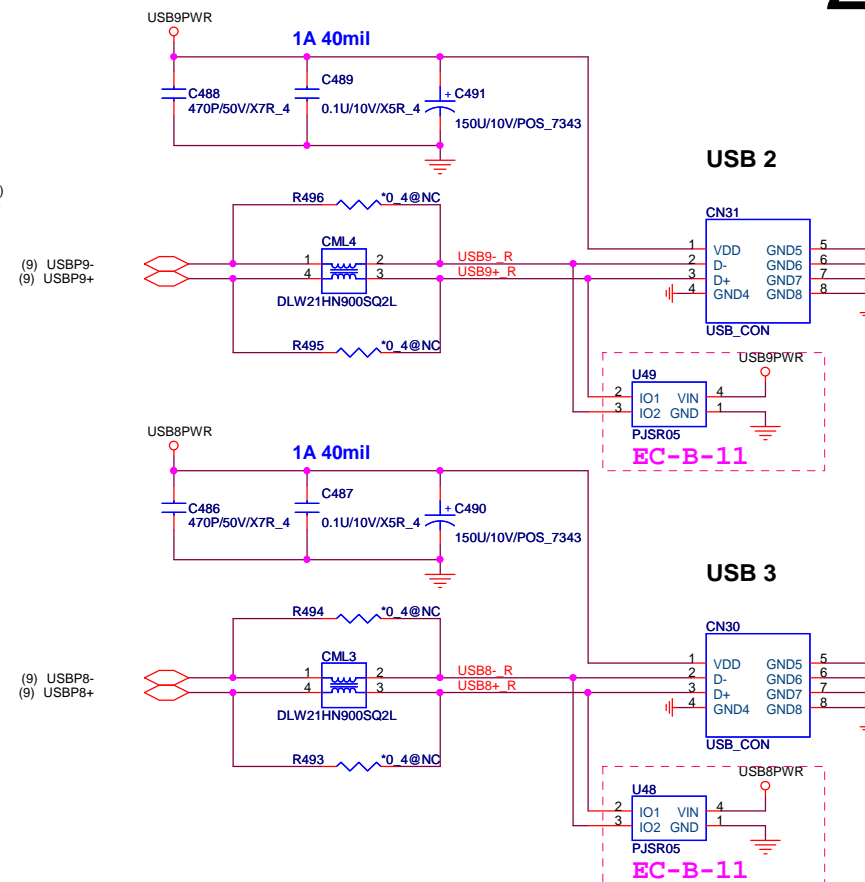 USB9PWR
1A 40mil
C488
470P/50V/X7R_4
C489
0.1U/10V/X5R_4
+ C491
150U/10V/POS_7343
USB 2
)
R496 *0_4@NC
CN31
CML4
(9) USBP9-
(9) USBP9+
1 2
4 3
USB9-_R
USB9+_R
DLW21HN900SQ2L
1 VDD GND5 5
2 D- GND6 6
3 D+ GND7 7
4 GND4 GND8 8
USB_CON
R495 *0_4@NC
USB9PWR
U49
2 IO1 VIN 4
3 IO2 GND 1
PJSR05
EC-B-11
USB8PWR
1A 40mil
C486
470P/50V/X7R_4
C487
0.1U/10V/X5R_4
+ C490
150U/10V/POS_7343
USB 3
R494 *0_4@NC
CN30
CML3
(9) USBP8-
(9) USBP8+
1 2
4 3
USB8-_R
USB8+_R
DLW21HN900SQ2L
1 VDD GND5 5
2 D- GND6 6
3 D+ GND7 7
4 GND4 GND8 8
USB_CON
R493 *0_4@NC
USB8PWR
U48
2 IO1 VIN 4
3 IO2 GND 1
PJSR05
EC-B-11